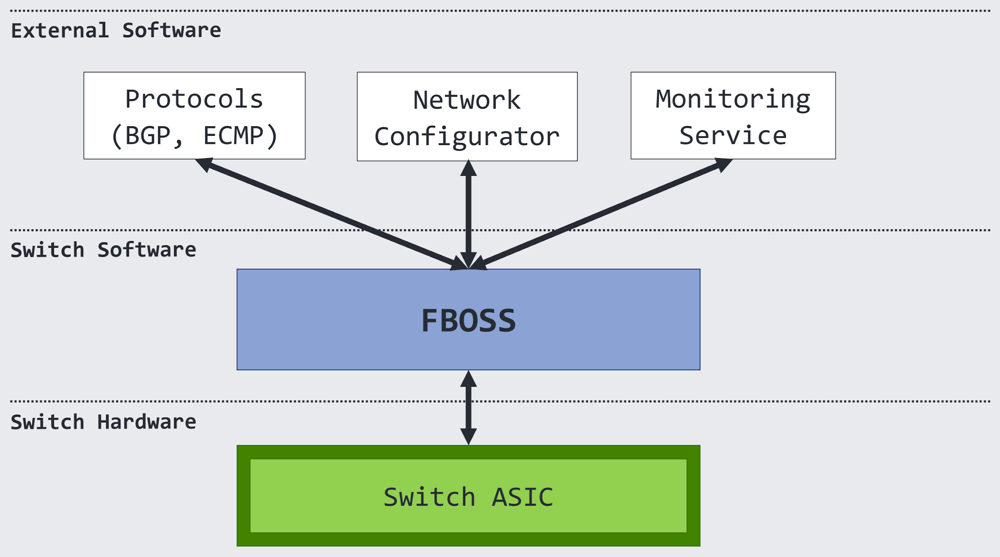 External Software
Protocols
(BGP, ECMP)
Network
Configurator
Monitoring
Service
Switch Software
FBOSS
Switch Hardware
Switch ASIC